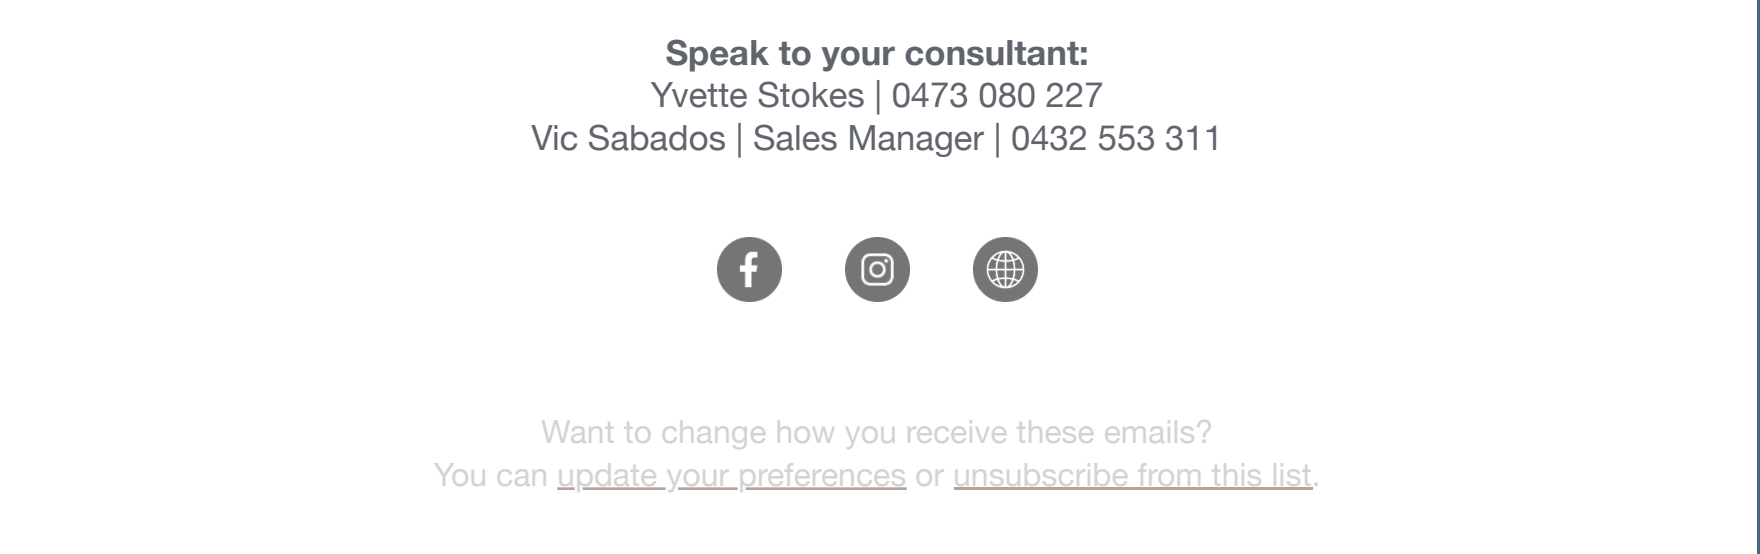 Speak to your consultant:
Yvette Stokes | 0473 080 227
Vic Sabados | Sales Manager | 0432 553 311
Want to change how you receive these emails?
You can update your preferences or unsubscribe from this list.